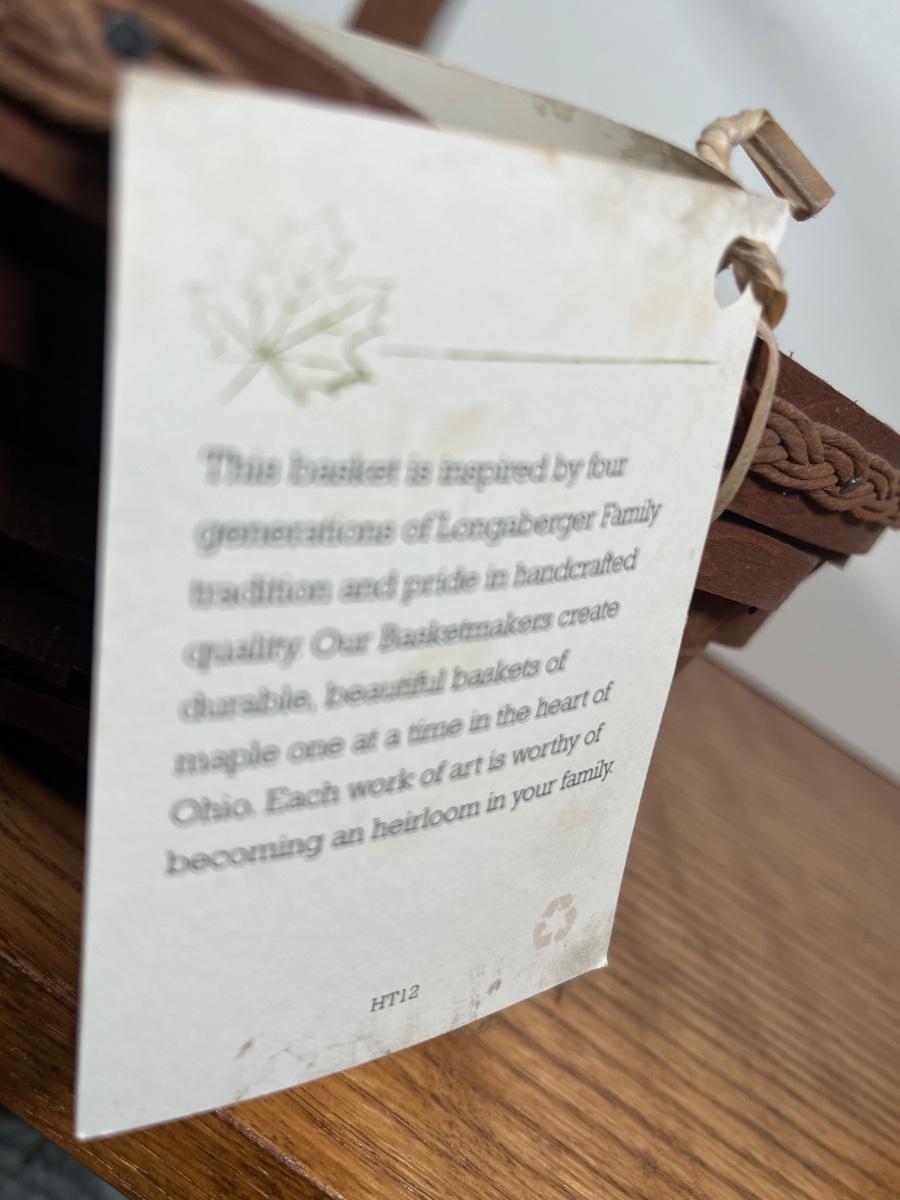 This basket is inspired by four
generations of Longaberger Family
tradition and pride in handcrafted
quality. Our Basketmakers create
durable, beautiful baskets of
maple one at a time in the heart of
Ohio. Each work of art is worthy of
becoming an heirloom in your family.
HT12